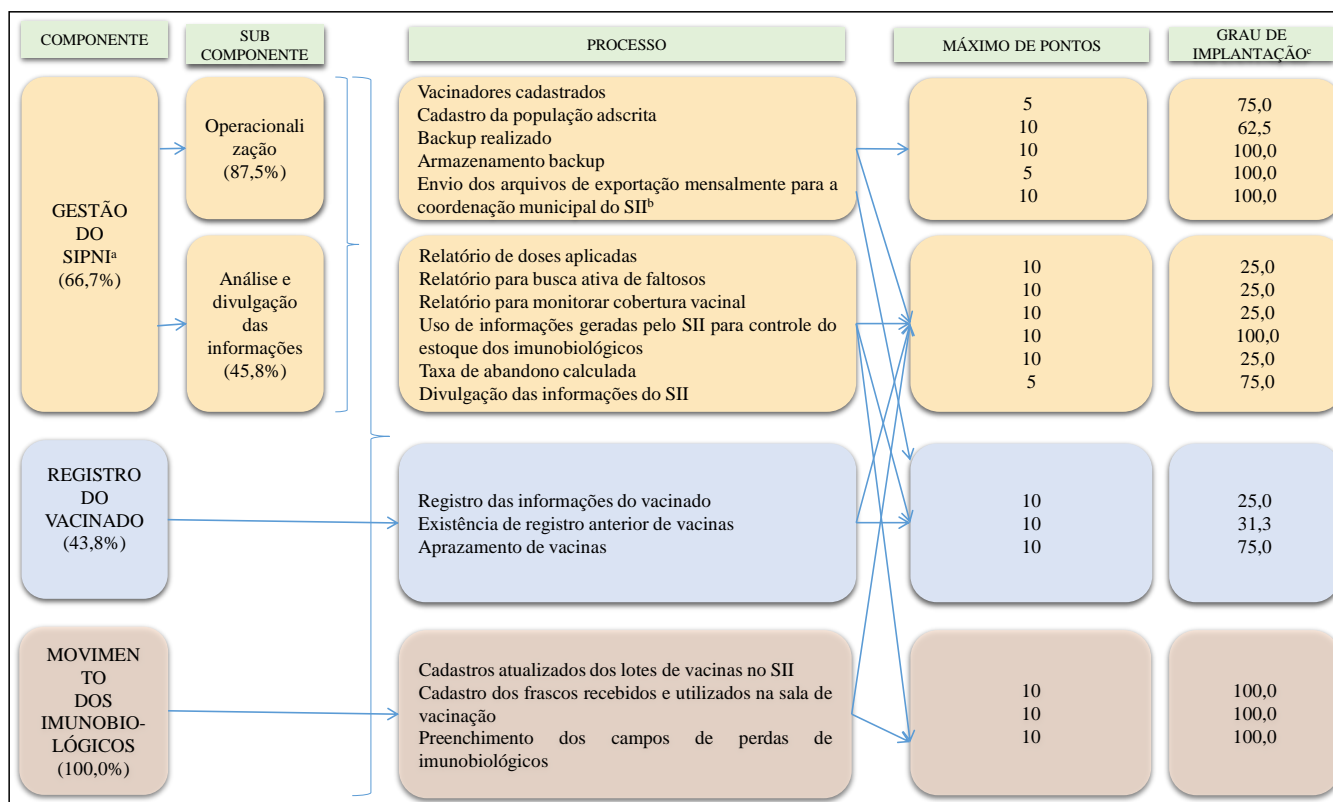 COMPONENTE
SUB
COMPONENTE
PROCESSO
MÁXIMO DE PONTOS
GRAU DE
IMPLANTAÇÃOᶜ
GESTÃO
DO
SIPNIᵃ
(66,7%)
Operacionali
zação
(87,5%)
Vacinadores cadastrados
Cadastro da população adscrita
Backup realizado
Armazenamento backup
Envio dos arquivos de exportação mensalmente para a
coordenação municipal do SIIᵇ
5
10
10
5
10
75,0
62,5
100,0
100,0
100,0
Análise e
divulgação
das
informações
(45,8%)
Relatório de doses aplicadas
Relatório para busca ativa de faltosos
Relatório para monitorar cobertura vacinal
Uso de informações geradas pelo SII para controle do
estoque dos imunobiológicos
Taxa de abandono calculada
Divulgação das informações do SII
10
10
10
10
10
5
25,0
25,0
25,0
100,0
25,0
75,0
REGISTRO
DO
VACINADO
(43,8%)
Registro das informações do vacinado
Existência de registro anterior de vacinas
Aprazamento de vacinas
10
10
10
25,0
31,3
75,0
MOVIMEN
TO
DOS
IMUNOBIO-
LÓGICOS
(100,0%)
Cadastros atualizados dos lotes de vacinas no SII
Cadastro dos frascos recebidos e utilizados na sala de
vacinação
Preenchimento dos campos de perdas de
imunobiológicos
10
10
10
100,0
100,0
100,0